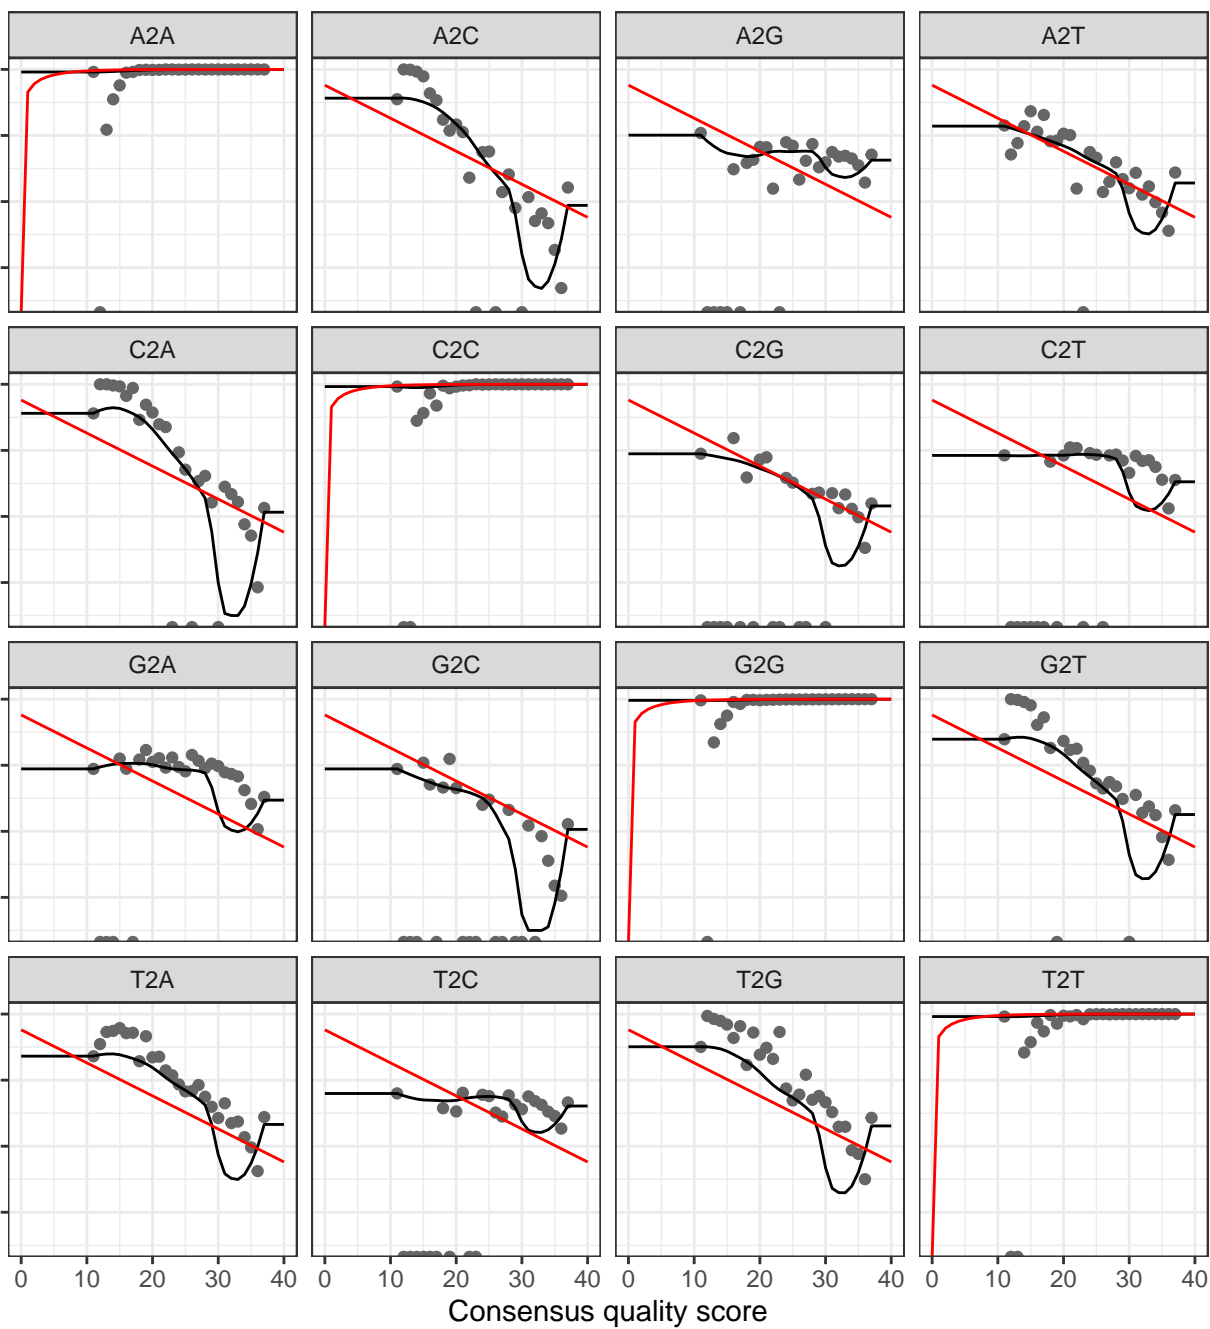 A2A A2C A2G A2T
C2A C2C C2G C2T
G2A G2C G2G G2T
T2A T2C T2G T2T
0 10 20 30 40 0 10 20 30 40 0 10 20 30 40 0 10 20 30 40
Consensus quality score